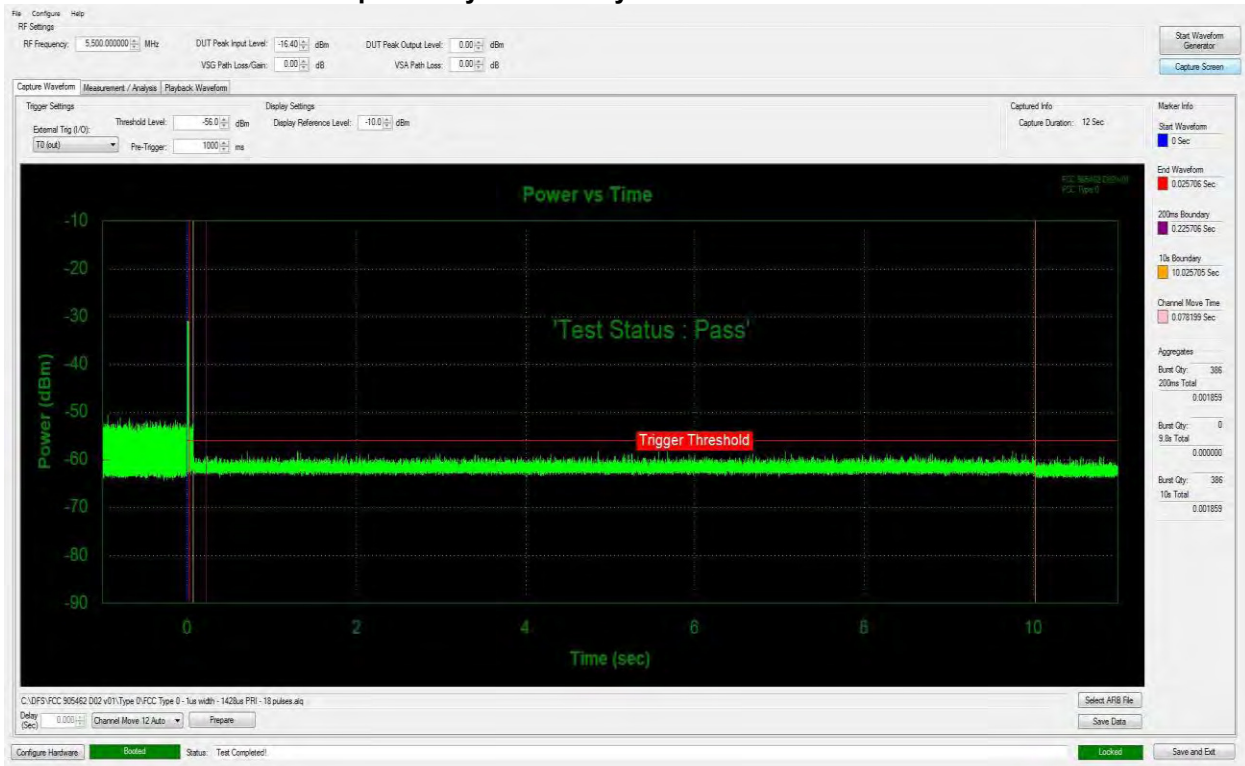 File Configure Help
RF Settings
RF Frequency: 5,500.000000 MHz DUT Peak Input Level: -16.40 dBm DUT Peak Output Level: 0.00 dBm
VSG Path Loss/Gain: 0.00 dB VSA Path Loss: 0.00 dB
Start Waveform Generator
Capture Screen
Capture Waveform Measurement / Analysis Playback Waveform
Trigger Settings
External Trig (I/O): Threshold Level: -56.0 dBm
T0 (out) Pre-Trigger: 1000 ms
Display Settings
Display Reference Level: -10.0 dBm
Captured Info
Capture Duration: 12 Sec
Power vs Time
FCC Type 0
-10
-20
-30
-40
-50
-60
-70
-80
-90
Power (dBm)
'Test Status : Pass'
Trigger Threshold
0 2 4 6 8 10
Time (sec)
Marker Info
Start Waveform
0 Sec
End Waveform
0.025706 Sec
200ms Boundary
0.225706 Sec
10s Boundary
10.025705 Sec
Channel Move Time
0.078199 Sec
Aggregates
Burst Qty: 386
200ms Total
0.001859
Burst Qty: 0
9.8s Total
0.000000
Burst Qty: 386
10s Total
0.001859
C:\DFS\FCC 905462 D02 v01\Type 0\FCC Type 0 - 1us width - 1428us PRI - 18 pulses.aiq
Select ARB File
Delay (Sec) 0.000 Channel Move 12 Auto Prepare
Save Data
Configure Hardware Booted Status: Test Completed! Locked Save and Exit